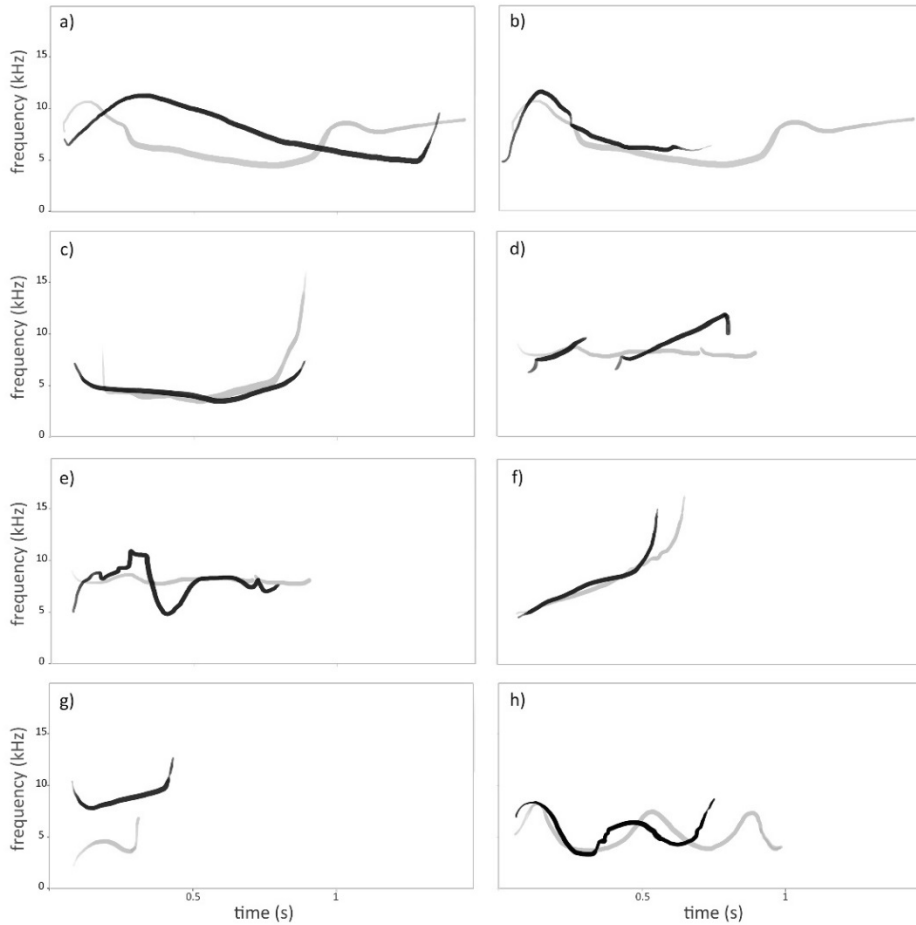 a)
b)
frequency (kHz)
15
10
5
0
c)
d)
frequency (kHz)
15
10
5
0
e)
f)
frequency (kHz)
15
10
5
0
g)
h)
frequency (kHz)
15
10
5
0
0.5
1
0.5
1
time (s)
time (s)